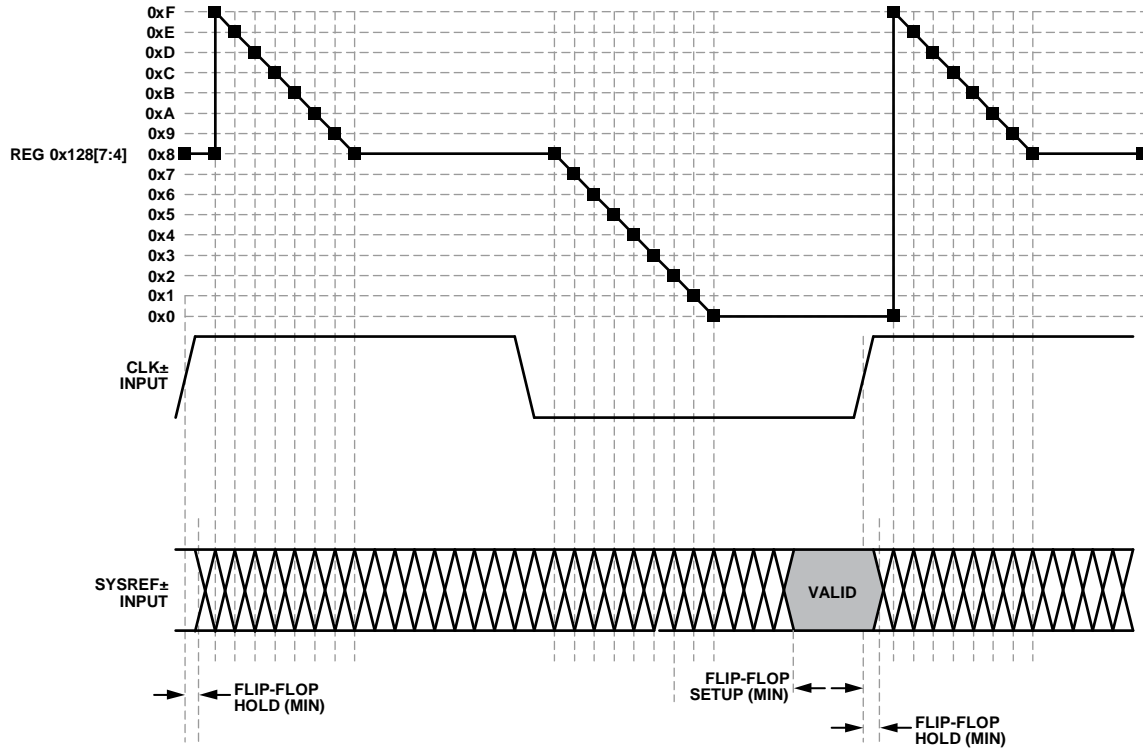 0xF
0xE
0xD
0xC
0xB
0xA
0x9
REG 0x128[7:4] 0x8
0x7
0x6
0x5
0x4
0x3
0x2
0x1
0x0
CLK±
INPUT
SYSREF±
INPUT
VALID
FLIP-FLOP
HOLD (MIN)
FLIP-FLOP
SETUP (MIN)
FLIP-FLOP
HOLD (MIN)